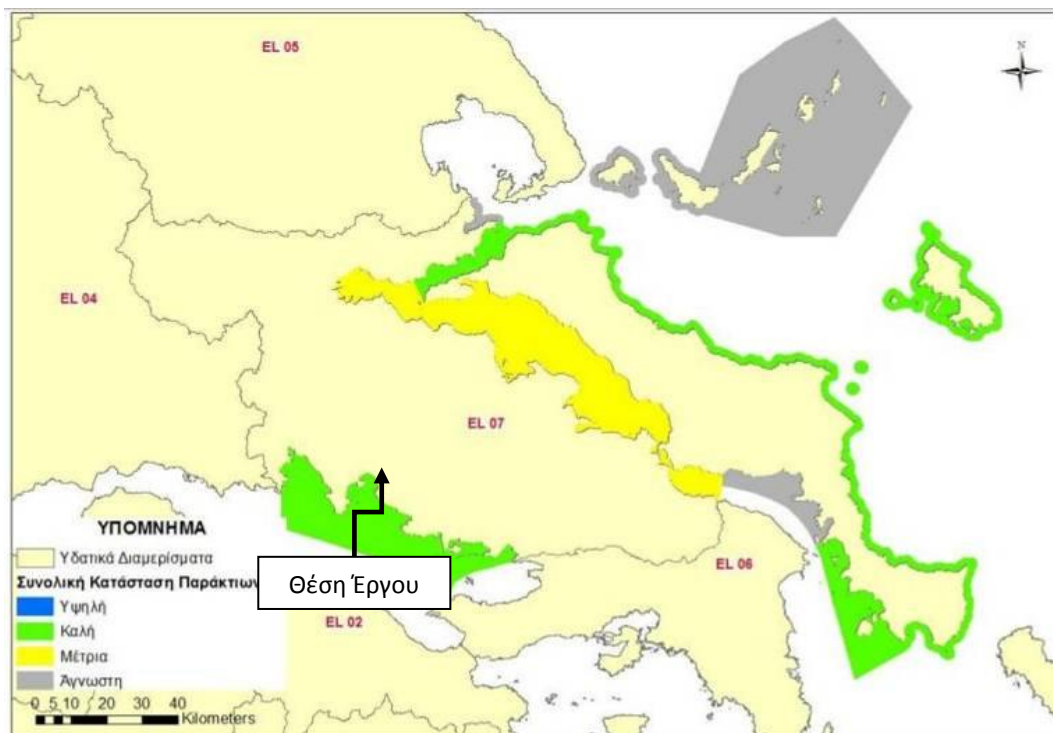 EL 05
N
EL 04
EL 07
EL 06
EL 02
Θέση Έργου
ΥΠΟΜΝΗΜΑ
Υδατικά Διαμερίσματα
Συνολική Κατάσταση Παράκτιων
Υψηλή
Καλή
Μέτρια
Άγνωστη
0 5 10 20 30 40
Kilometers